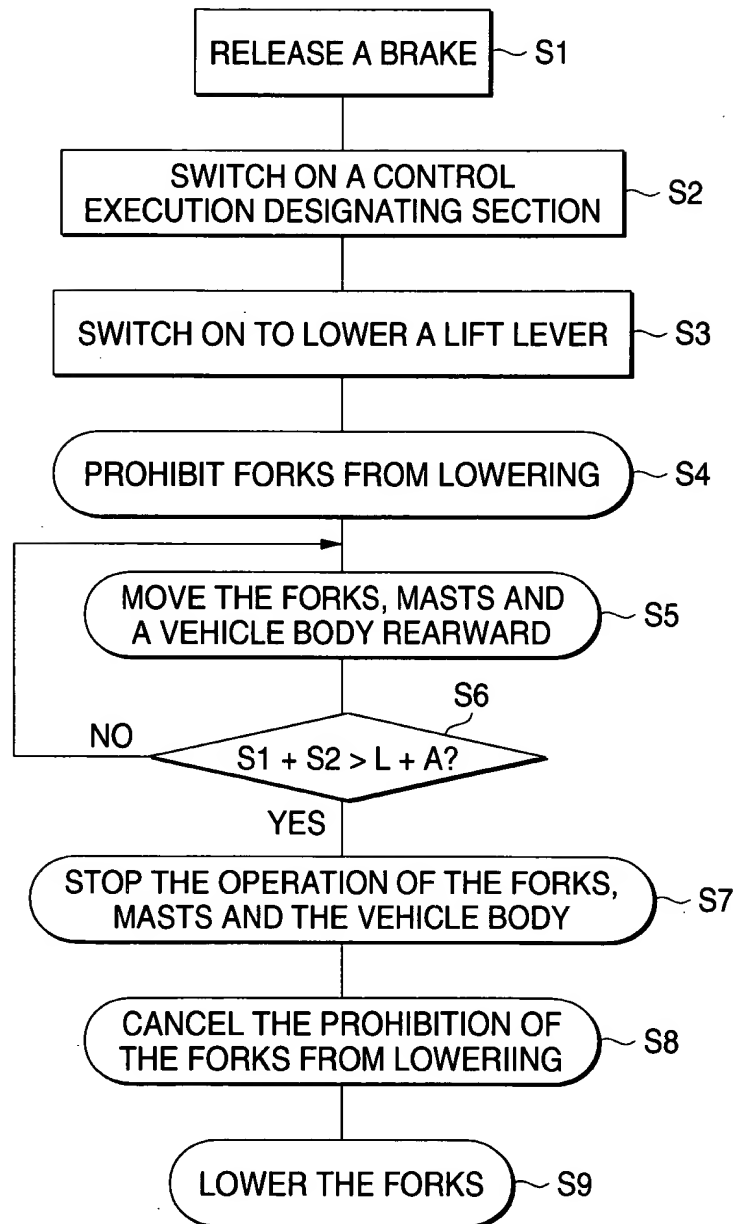 RELEASE A BRAKE
S1
SWITCH ON A CONTROL
EXECUTION DESIGNATING SECTION
S2
SWITCH ON TO LOWER A LIFT LEVER
S3
PROHIBIT FORKS FROM LOWERING
S4
MOVE THE FORKS, MASTS AND
A VEHICLE BODY REARWARD
S5
S6
NO
S1 + S2 > L + A?
YES
STOP THE OPERATION OF THE FORKS,
MASTS AND THE VEHICLE BODY
S7
CANCEL THE PROHIBITION OF
THE FORKS FROM LOWERIING
S8
LOWER THE FORKS
S9